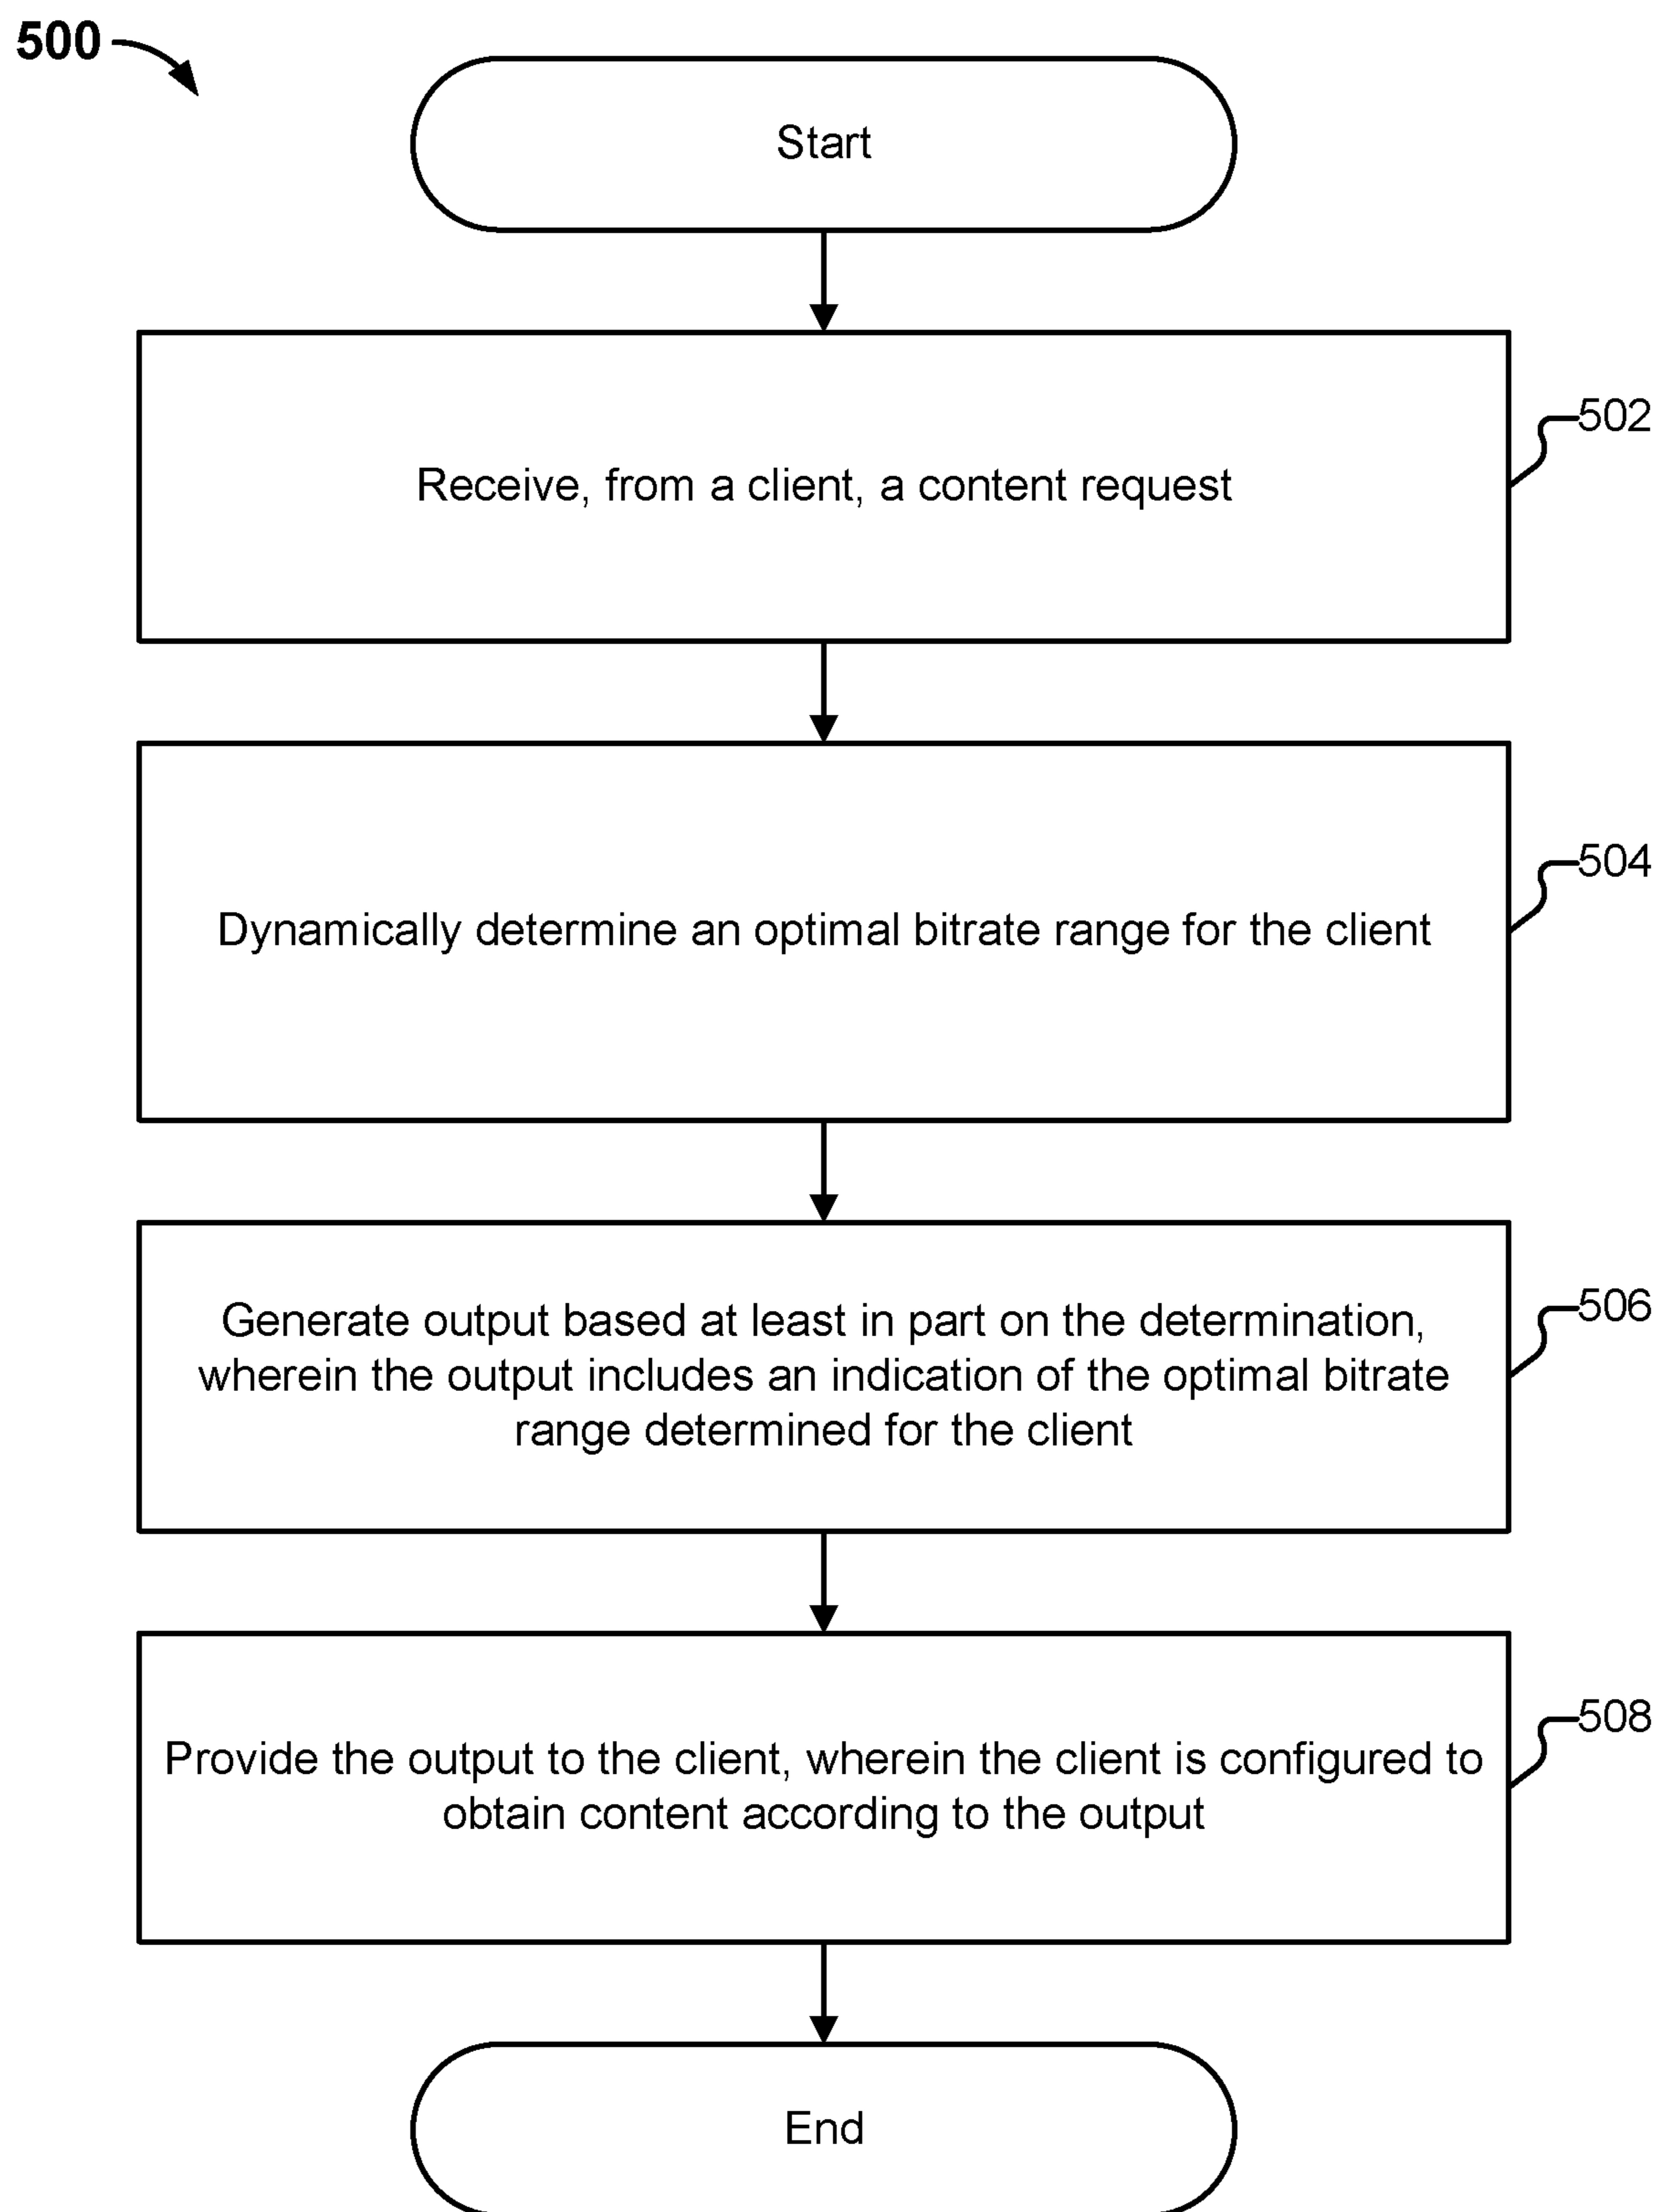 500
Start
Receive, from a client, a content request
502
Dynamically determine an optimal bitrate range for the client
504
Generate output based at least in part on the determination,
wherein the output includes an indication of the optimal bitrate
range determined for the client
506
Provide the output to the client, wherein the client is configured to
obtain content according to the output
508
End